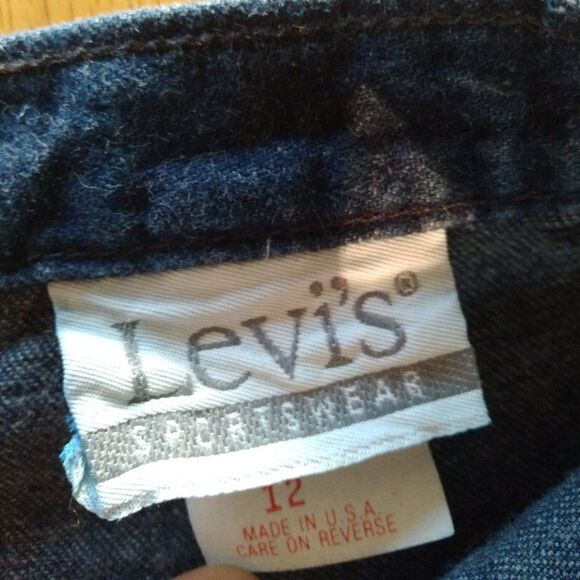 Levi's®
SPORTSWEAR
12
MADE IN U.S.A.
CARE ON REVERSE